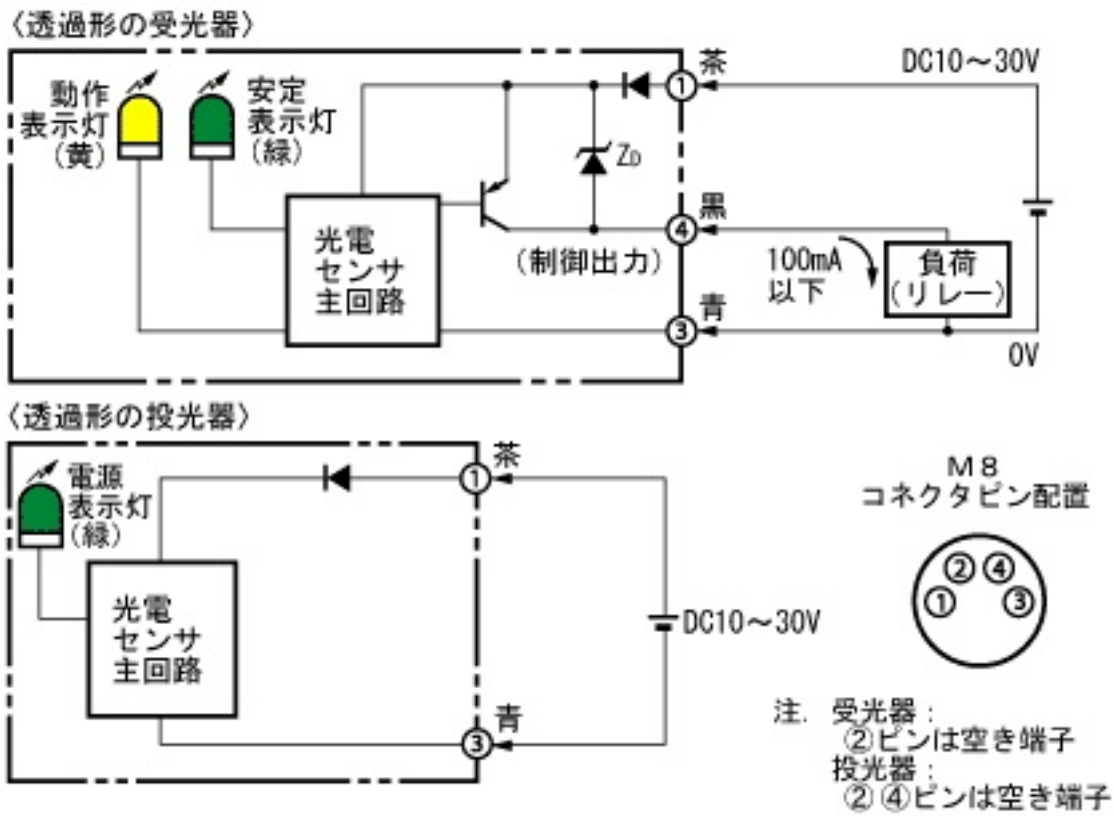 〈透過形の受光器〉
動作
表示灯
(黄)
安定
表示灯
(緑)
光電
センサ
主回路
ZD
(制御出力)
①
茶
④
黒
③
青
DC10～30V
100mA
以下
負荷
(リレー)
0V
〈透過形の投光器〉
電源
表示灯
(緑)
光電
センサ
主回路
①
茶
③
青
DC10～30V
M8
コネクタピン配置
② ④
① ③
注. 受光器：
②ピンは空き端子
投光器：
②④ピンは空き端子